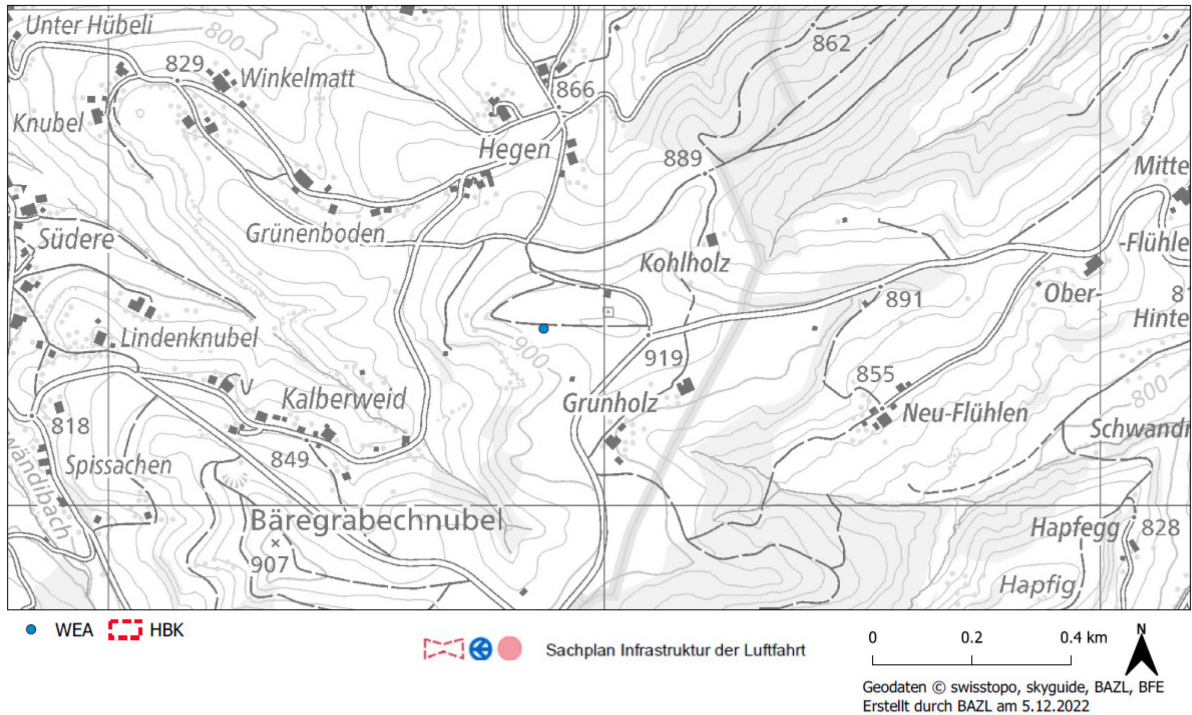 Unter Hübeli
800
862
829
Winkelmatt
866
Knubel
Hegen
889
Mitte
Südere
Grünenboden
-Flühle
Kohlholz
891
Ober-
Hinte
Lindenknubel
900
919
855
800
Kalberweid
Grunholz
Neu-Flühlen
818
Schwandr
849
Spissachen
wändibach
Bäregrabechnubel
Hapfegg
828
907
Hapfig
WEA
HBK
Sachplan Infrastruktur der Luftfahrt
0 0.2 0.4 km
N
Geodaten © swisstopo, skyguide, BAZL, BFE
Erstellt durch BAZL am 5.12.2022